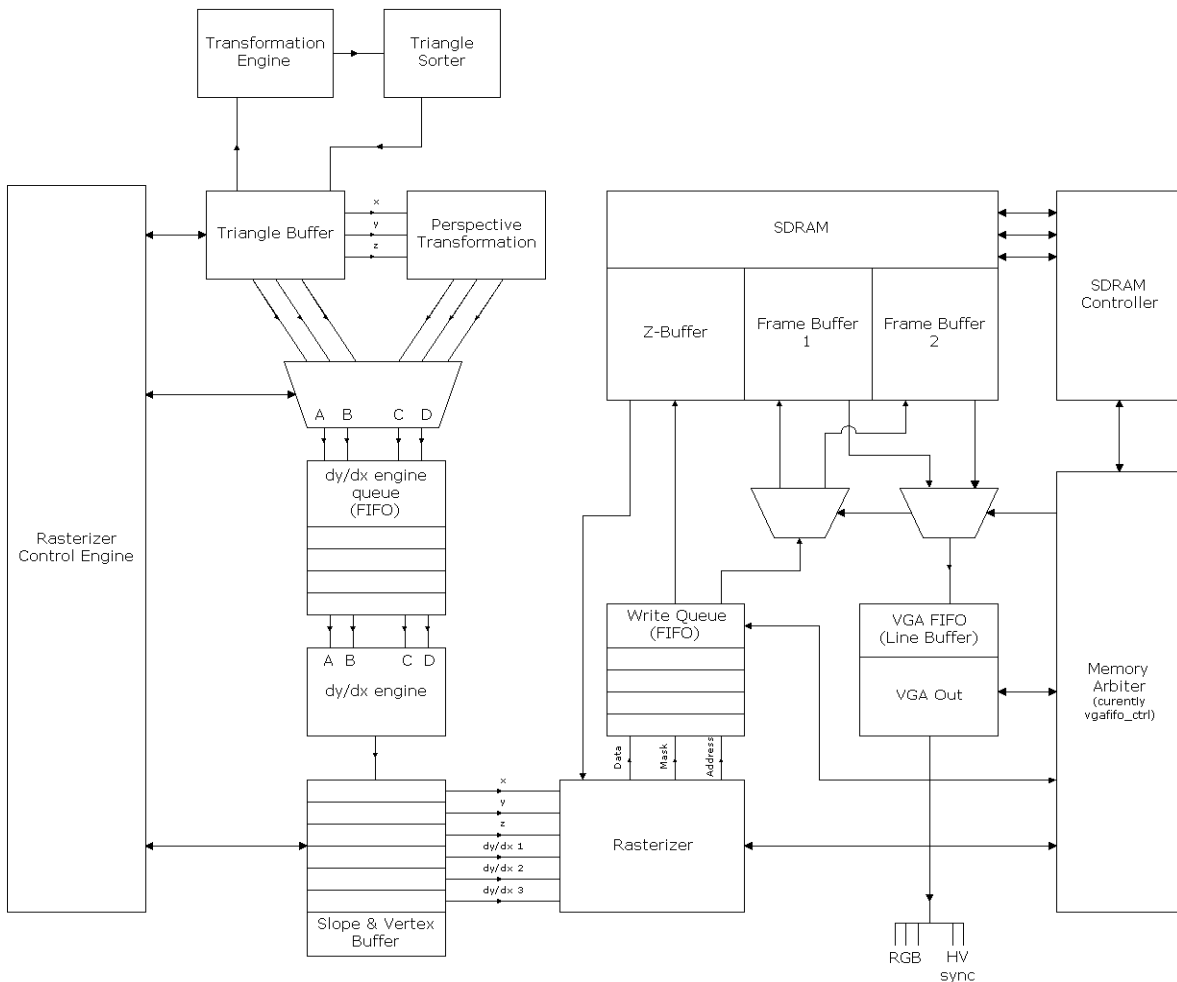 Transformation
Engine
Triangle
Sorter
Triangle Buffer
x
y
z
Perspective
Transformation
SDRAM
Z-Buffer
Frame Buffer
1
Frame Buffer
2
SDRAM
Controller
A B C D
dy/dx engine
queue
(FIFO)
Rasterizer
Control Engine
A B C D
dy/dx engine
Write Queue
(FIFO)
VGA FIFO
(Line Buffer)
VGA Out
Memory
Arbiter
(curently
vgafifo_ctrl)
Data
Mask
Address
x
y
z
dy/dx 1
dy/dx 2
dy/dx 3
Rasterizer
Slope & Vertex
Buffer
RGB HV
sync